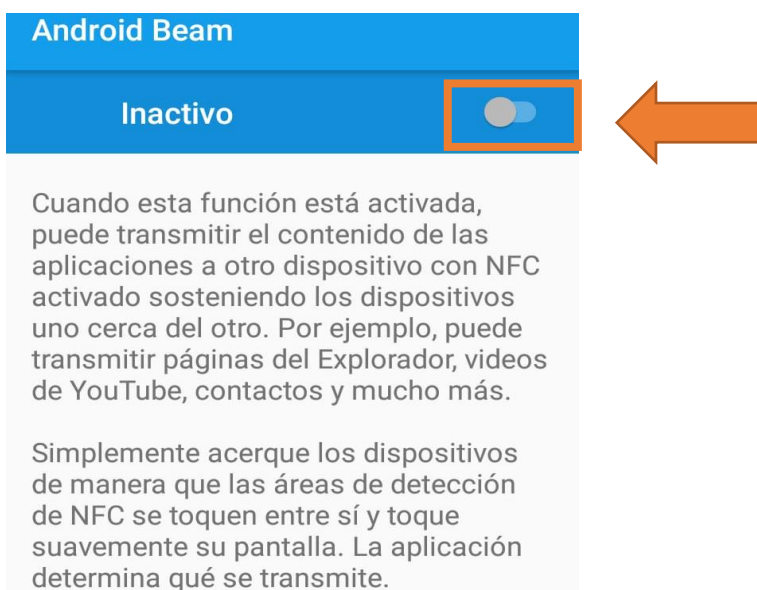 Android Beam
Inactivo
Cuando esta función está activada,
puede transmitir el contenido de las
aplicaciones a otro dispositivo con NFC
activado sosteniendo los dispositivos
uno cerca del otro. Por ejemplo, puede
transmitir páginas del Explorador, videos
de YouTube, contactos y mucho más.
Simplemente acerque los dispositivos
de manera que las áreas de detección
de NFC se toquen entre sí y toque
suavemente su pantalla. La aplicación
determina qué se transmite.